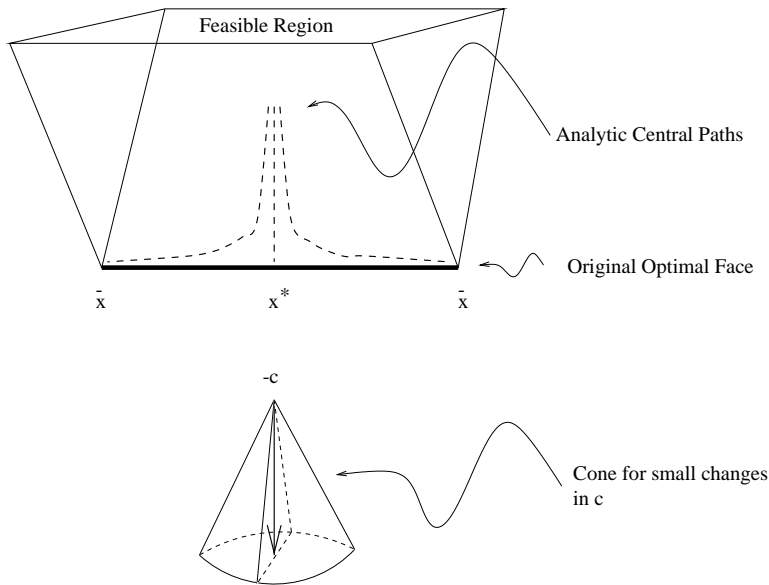 Feasible Region
Analytic Central Paths
Original Optimal Face
x̄
x*
x̄
-c
Cone for small changes
in c